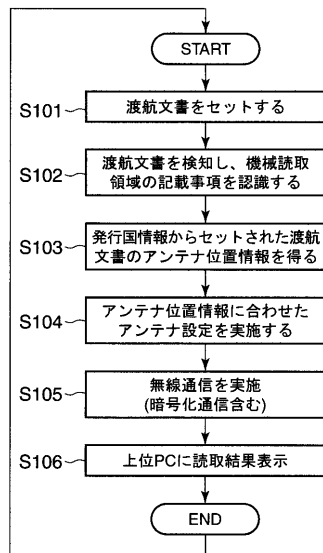 START
S101
渡航文書をセットする
S102
渡航文書を検知し、機械読取
領域の記載事項を認識する
S103
発行国情報からセットされた渡航
文書のアンテナ位置情報を得る
S104
アンテナ位置情報に合わせた
アンテナ設定を実施する
S105
無線通信を実施
(暗号化通信含む)
S106
上位PCに読取結果表示
END